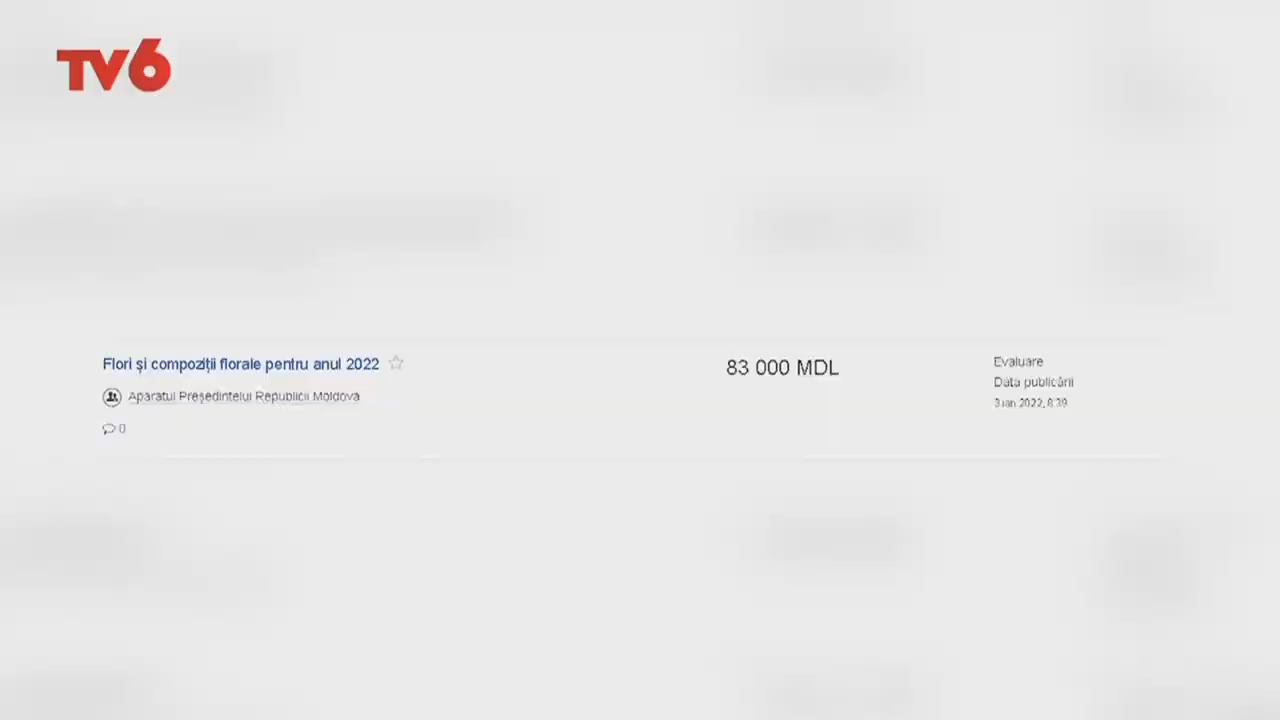 TV6
Flori și compoziții florale pentru anul 2022
83 000 MDL
Evaluare
Aparatul Președintelui Republicii Moldova
Data publicării
3 ian 2022, 8:39
0